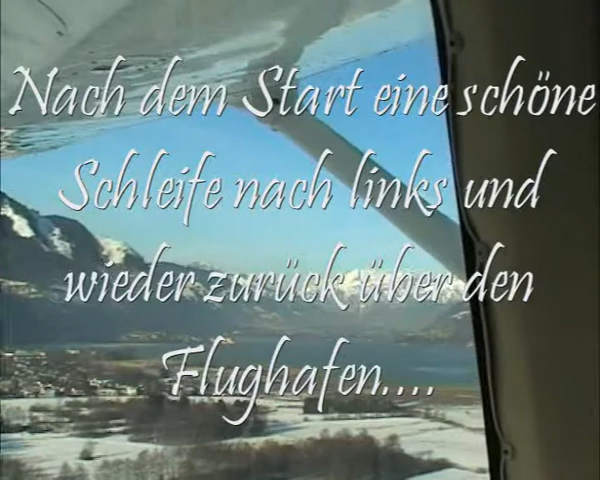 Nach dem Start eine schöne
Schleife nach links und
wieder zurück über den
Flughafen....